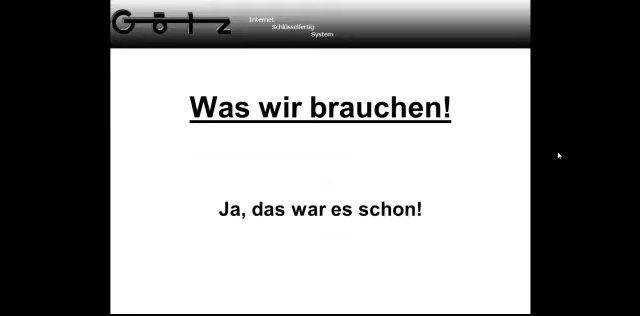 Götz
Internet
Schlüsselfertig
System
Was wir brauchen!
Ja, das war es schon!